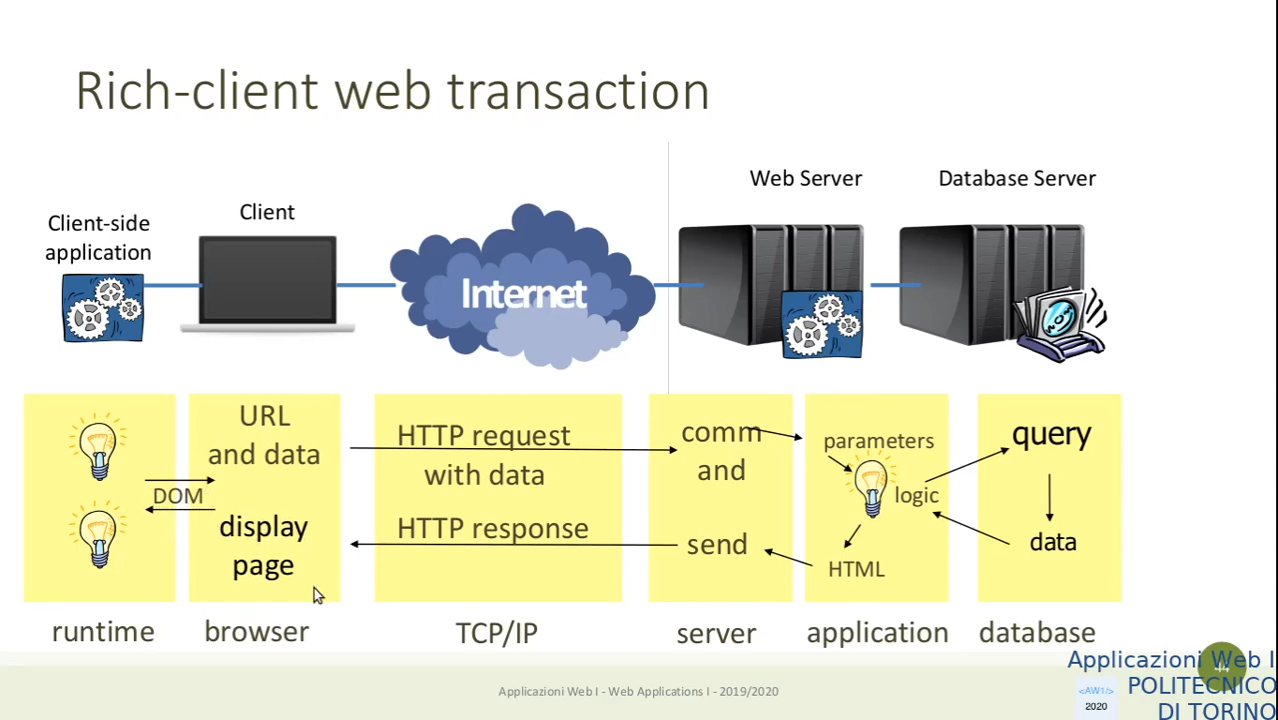 Rich-client web transaction
Client-side
application
Client
Internet
Web Server
Database Server
URL
and data
DOM
display
page
HTTP request
with data
HTTP response
comm
and
send
parameters
logic
HTML
query
data
runtime
browser
TCP/IP
server
application
database
Applicazioni Web I - Web Applications I - 2019/2020
Applicazioni Web I
POLITECNICO
DI TORINO
<AW1/>
2020